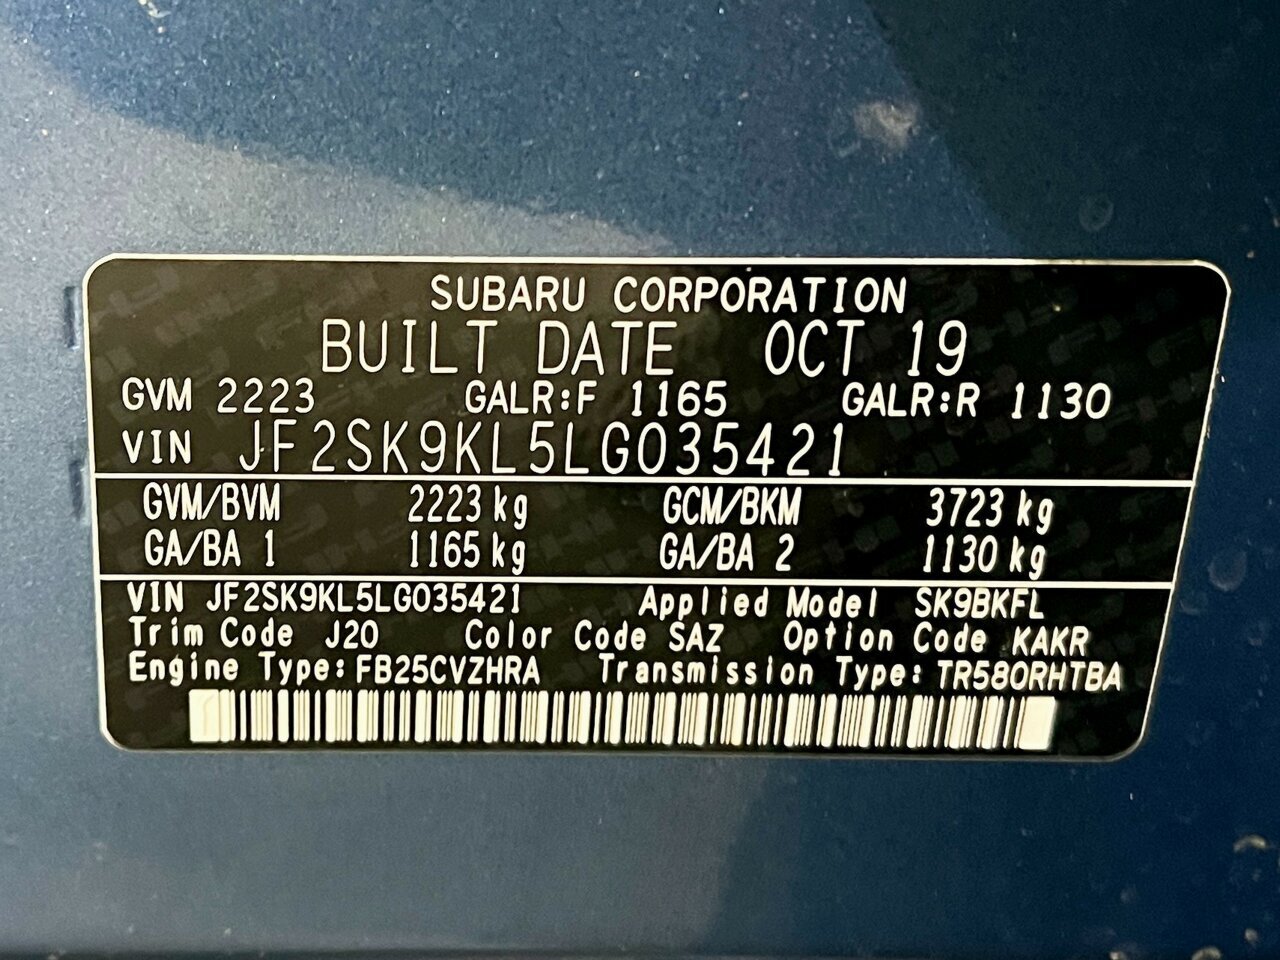 SUBARU CORPORATION
BUILT DATE OCT 19
GVM 2223 GALR:F 1165 GALR:R 1130
VIN JF2SK9KL5LG035421
GVM/BVM 2223 kg GCM/BKM 3723 kg
GA/BA 1 1165 kg GA/BA 2 1130 kg
VIN JF2SK9KL5LG035421 Applied Model SK9BKFL
Trim Code J20 Color Code SAZ Option Code KAKR
Engine Type: FB25CVZHRA Transmission Type: TR580RHTBA